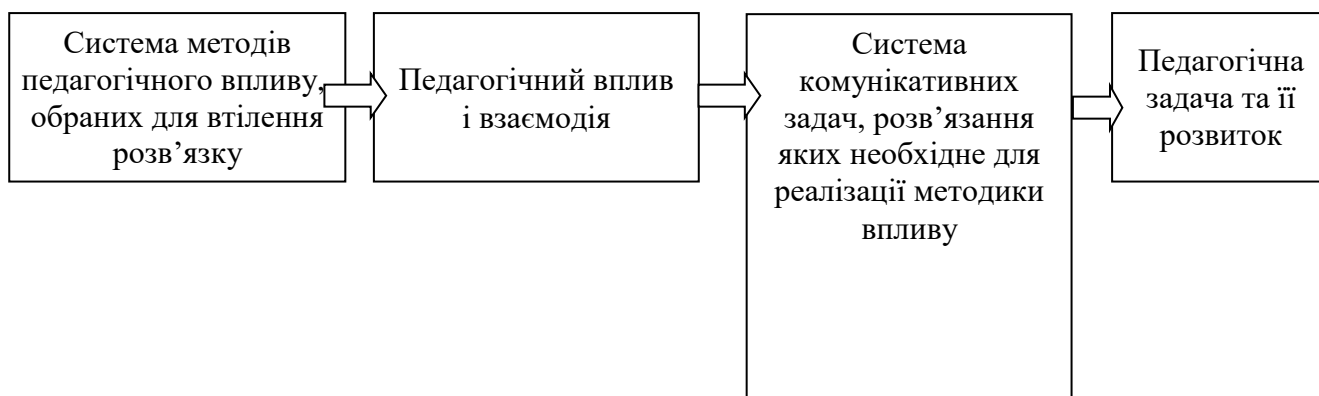 Система методів
педагогічного впливу,
обраних для втілення
розв’язку
Педагогічний вплив
і взаємодія
Система
комунікативних
задач, розв’язання
яких необхідне для
реалізації методики
впливу
Педагогічна
задача та її
розвиток